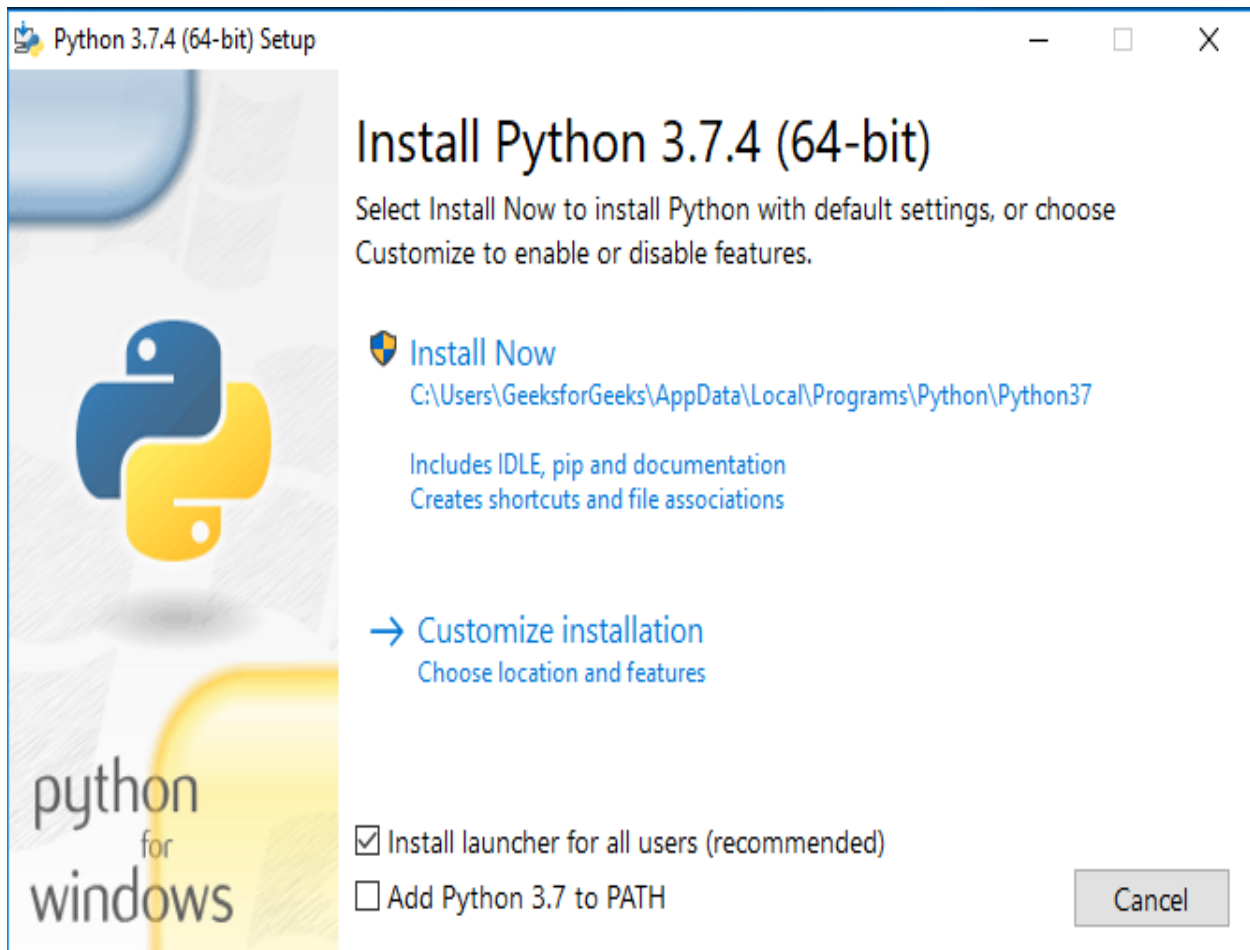 Python 3.7.4 (64-bit) Setup
Install Python 3.7.4 (64-bit)
Select Install Now to install Python with default settings, or choose
Customize to enable or disable features.
Install Now
C:\Users\GeeksforGeeks\AppData\Local\Programs\Python\Python37
Includes IDLE, pip and documentation
Creates shortcuts and file associations
Customize installation
Choose location and features
python
for
windows
Install launcher for all users (recommended)
Add Python 3.7 to PATH
Cancel